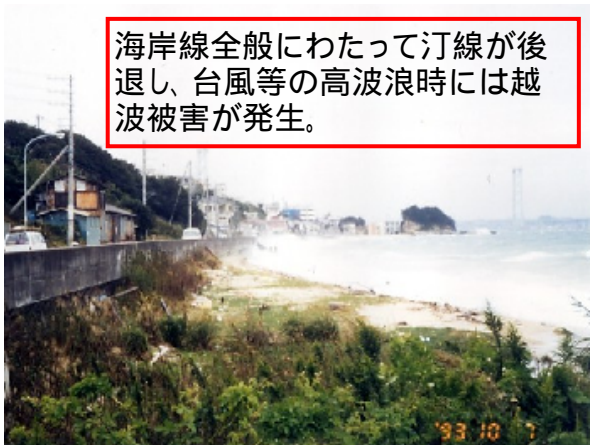 海岸線全般にわたって汀線が後
退し、台風等の高波浪時には越
波被害が発生。
'93 10 7